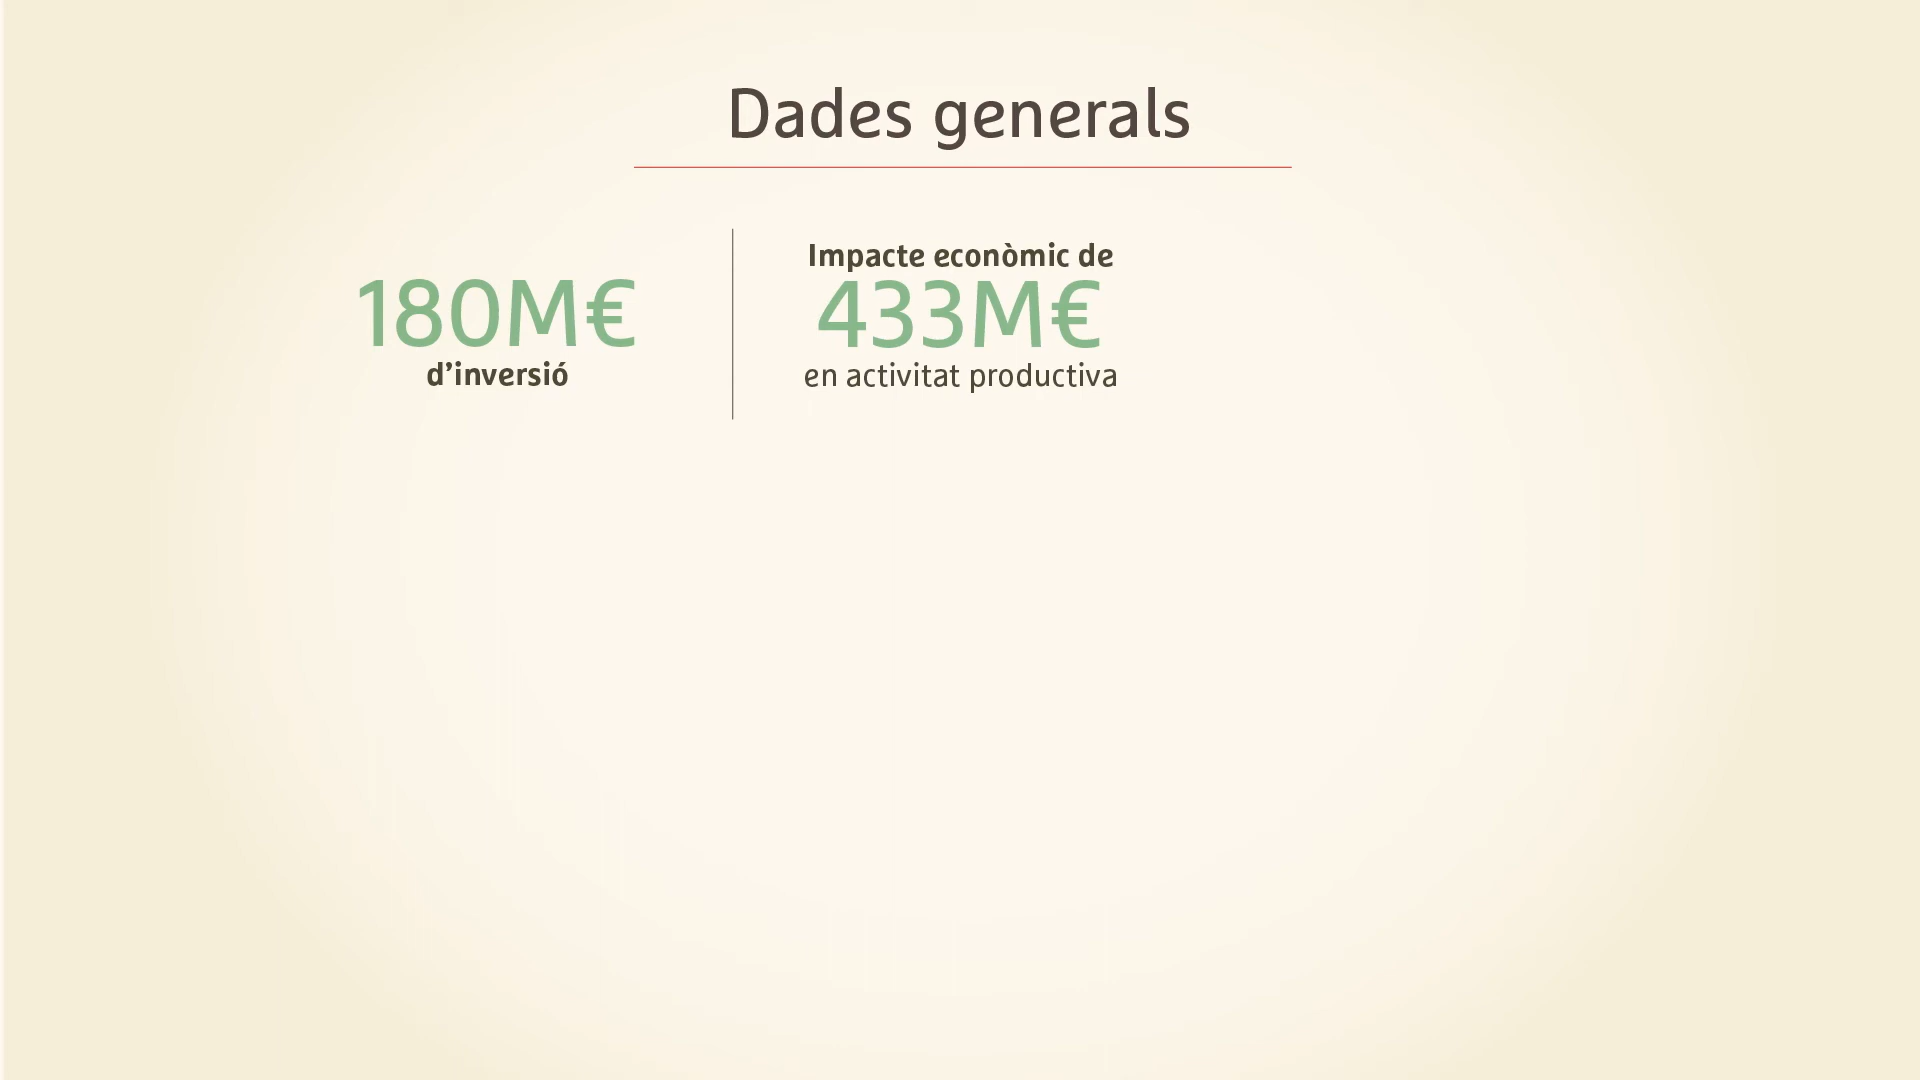 Dades generals
180M€
d’inversió
Impacte econòmic de
433M€
en activitat productiva